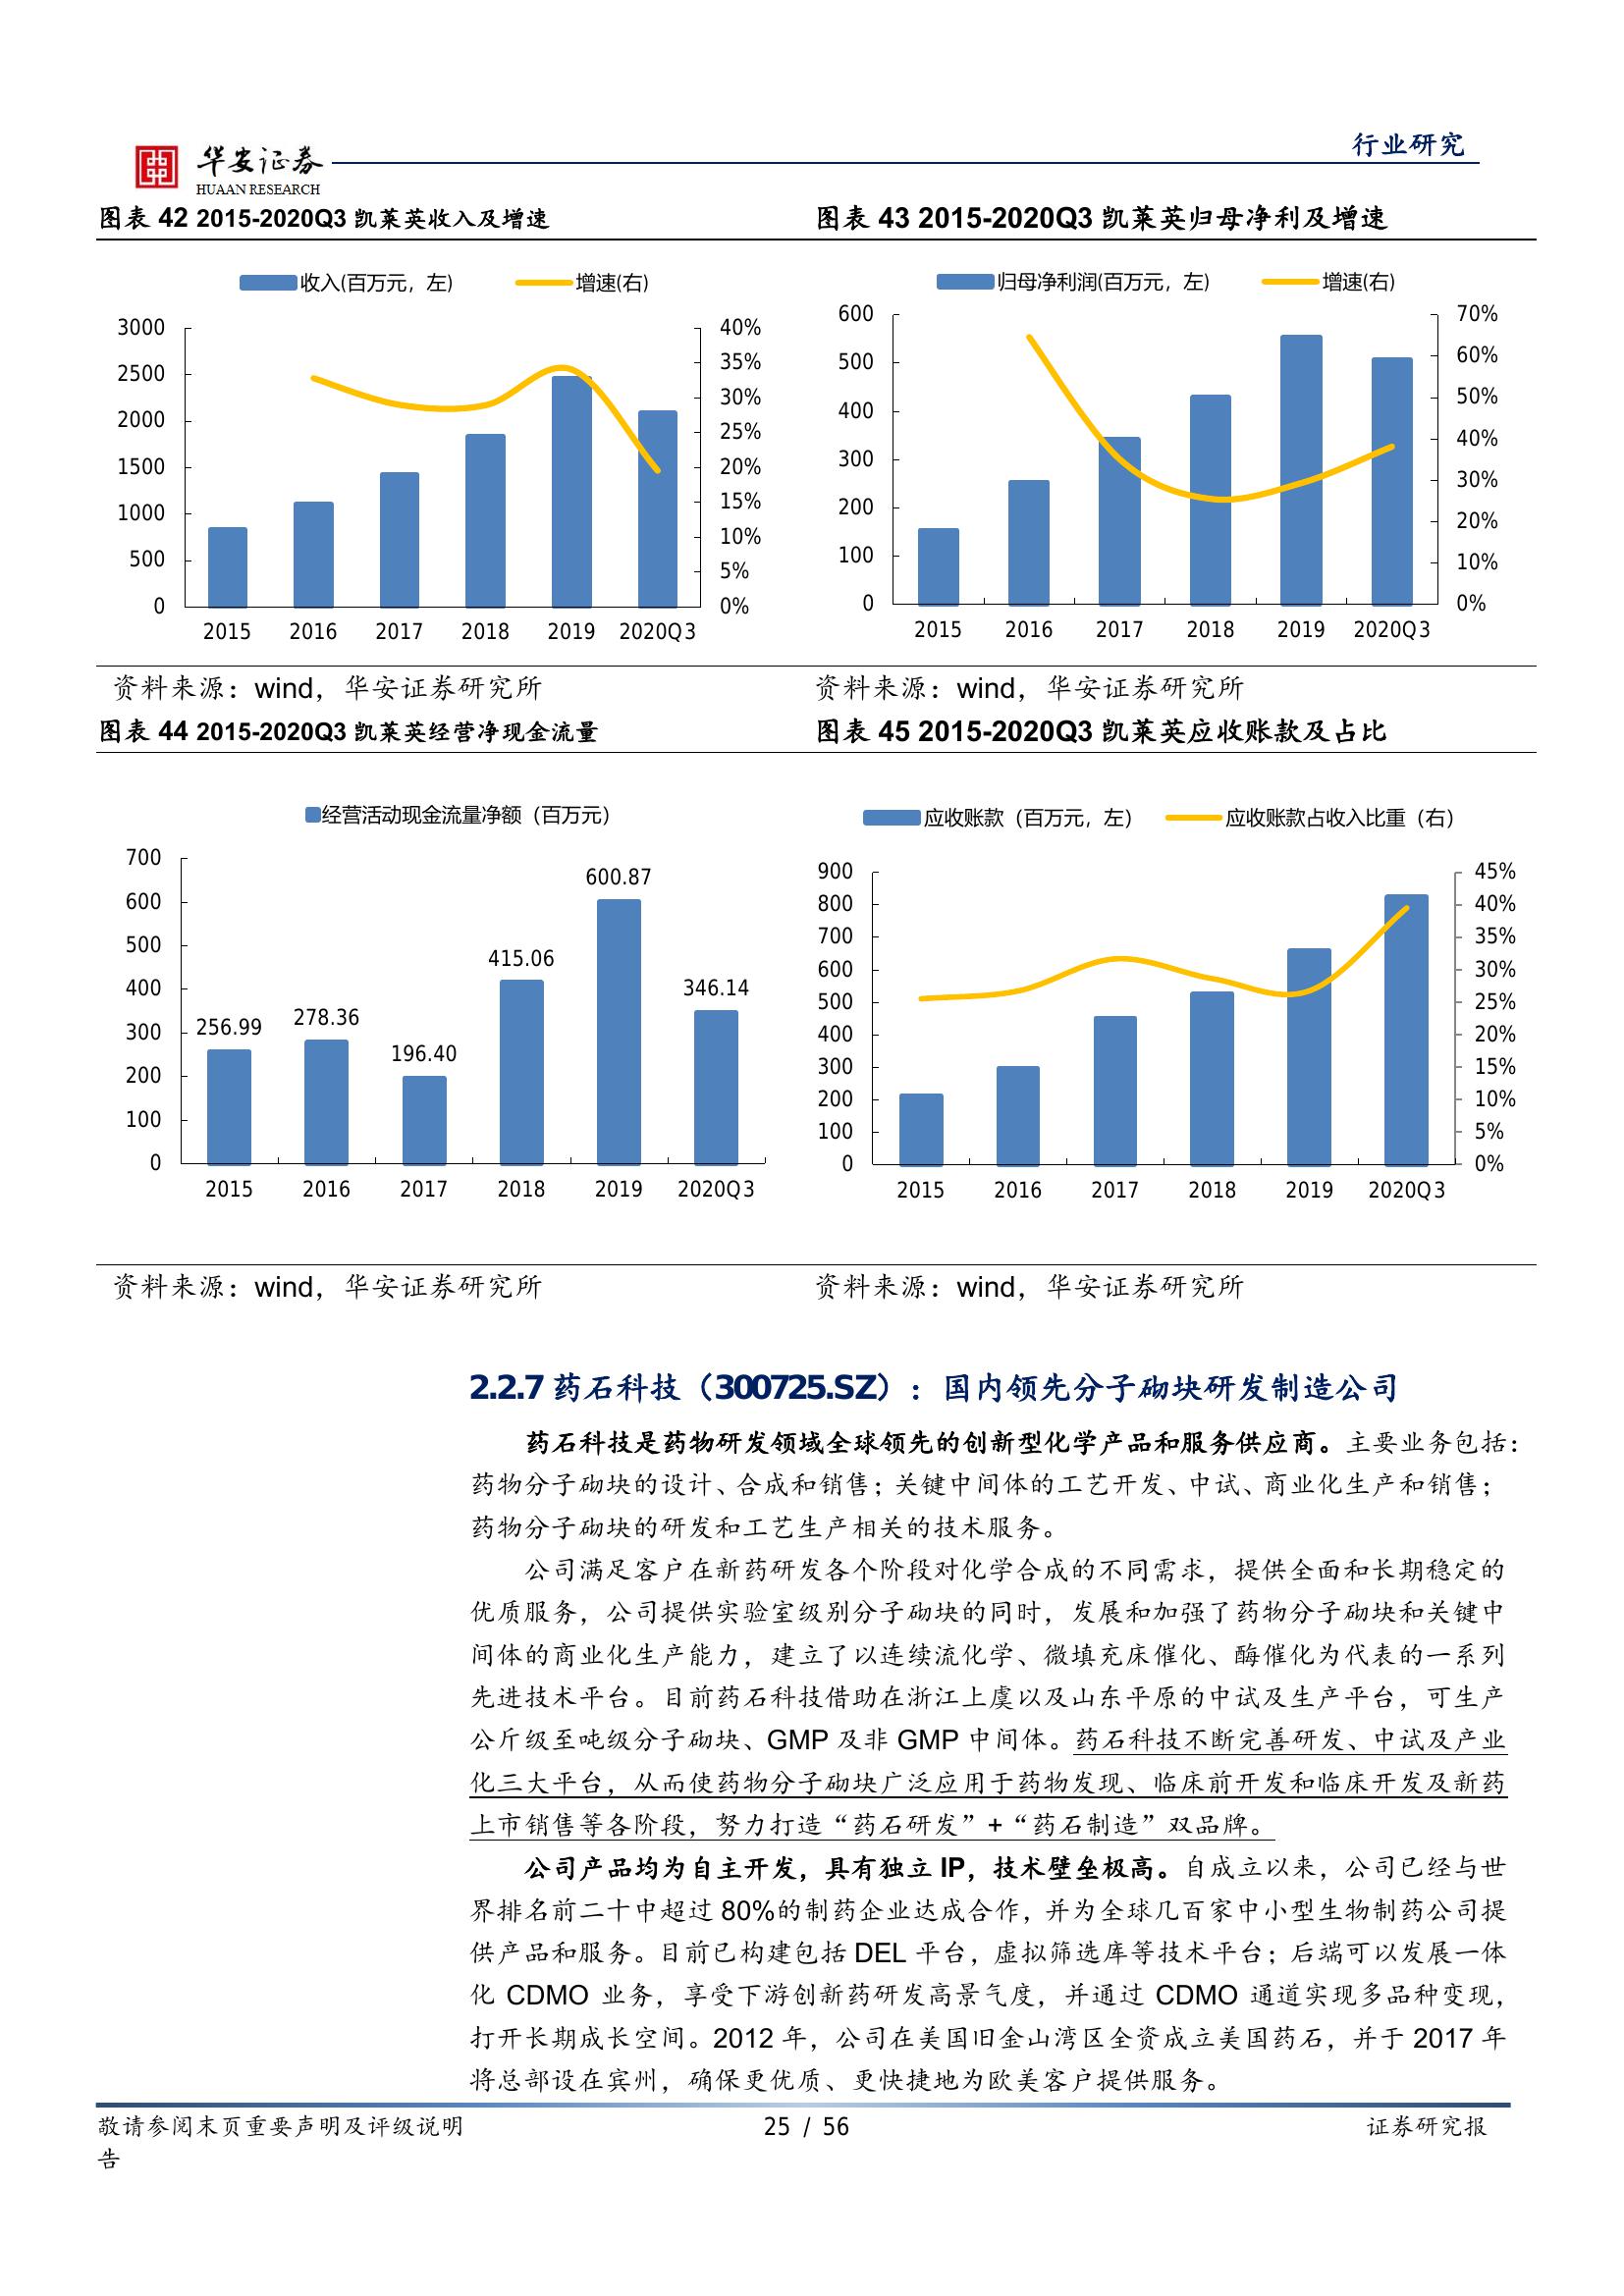 行业研究
华安证券
HUAAN RESEARCH
图表 42 2015-2020Q3 凯莱英收入及增速
收入(百万元，左)
增速(右)
3000
2500
2000
1500
1000
500
0
40%
35%
30%
25%
20%
15%
10%
5%
0%
2015 2016 2017 2018 2019 2020Q3
图表 43 2015-2020Q3 凯莱英归母净利及增速
归母净利润(百万元，左)
增速(右)
600
500
400
300
200
100
0
70%
60%
50%
40%
30%
20%
10%
0%
2015 2016 2017 2018 2019 2020Q3
资料来源：wind，华安证券研究所
资料来源：wind，华安证券研究所
图表 44 2015-2020Q3 凯莱英经营净现金流量
经营活动现金流量净额（百万元）
700
600
500
400
300
200
100
0
256.99
278.36
196.40
415.06
600.87
346.14
2015 2016 2017 2018 2019 2020Q3
图表 45 2015-2020Q3 凯莱英应收账款及占比
应收账款（百万元，左）
应收账款占收入比重（右）
900
800
700
600
500
400
300
200
100
0
45%
40%
35%
30%
25%
20%
15%
10%
5%
0%
2015 2016 2017 2018 2019 2020Q3
资料来源：wind，华安证券研究所
资料来源：wind，华安证券研究所
2.2.7 药石科技（300725.SZ）：国内领先分子砌块研发制造公司
药石科技是药物研发领域全球领先的创新型化学产品和服务供应商。主要业务包括：
药物分子砌块的设计、合成和销售；关键中间体的工艺开发、中试、商业化生产和销售；
药物分子砌块的研发和工艺生产相关的技术服务。
公司满足客户在新药研发各个阶段对化学合成的不同需求，提供全面和长期稳定的
优质服务，公司提供实验室级别分子砌块的同时，发展和加强了药物分子砌块和关键中
间体的商业化生产能力，建立了以连续流化学、微填充床催化、酶催化为代表的一系列
先进技术平台。目前药石科技借助在浙江上虞以及山东平原的中试及生产平台，可生产
公斤级至吨级分子砌块、GMP 及非 GMP 中间体。药石科技不断完善研发、中试及产业
化三大平台，从而使药物分子砌块广泛应用于药物发现、临床前开发和临床开发及新药
上市销售等各阶段，努力打造“药石研发”+“药石制造”双品牌。
公司产品均为自主开发，具有独立 IP，技术壁垒极高。自成立以来，公司已经与世
界排名前二十中超过 80%的制药企业达成合作，并为全球几百家中小型生物制药公司提
供产品和服务。目前已构建包括 DEL 平台，虚拟筛选库等技术平台；后端可以发展一体
化 CDMO 业务，享受下游创新药研发高景气度，并通过 CDMO 通道实现多品种变现，
打开长期成长空间。2012 年，公司在美国旧金山湾区全资成立美国药石，并于 2017 年
将总部设在宾州，确保更优质、更快捷地为欧美客户提供服务。
敬请参阅末页重要声明及评级说明
25 / 56
证券研究报
告